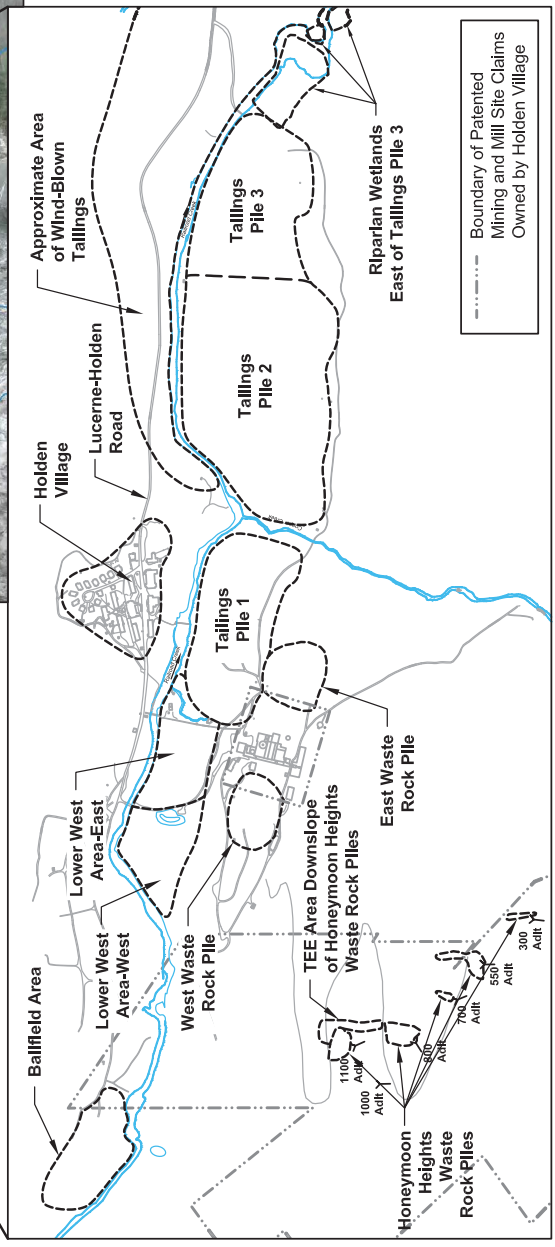 Approximate Area
of Wind-Blown
Tailings
Lucerne-Holden
Road
Holden
Village
Ballfield Area
Lower West
Area-West
Lower West
Area-East
West Waste
Rock Pile
East Waste
Rock Pile
Tailings
Pile 1
Tailings
Pile 2
Tailings
Pile 3
Riparian Wetlands
East of Tailings Pile 3
TEE Area Downslope
of Honeymoon Heights
Waste Rock Piles
Honeymoon
Heights
Waste
Rock Piles
1100
Adit
1000
Adit
800
Adit
700
Adit
550
Adit
300
Adit
Railroad Creek
Boundary of Patented
Mining and Mill Site Claims
Owned by Holden Village